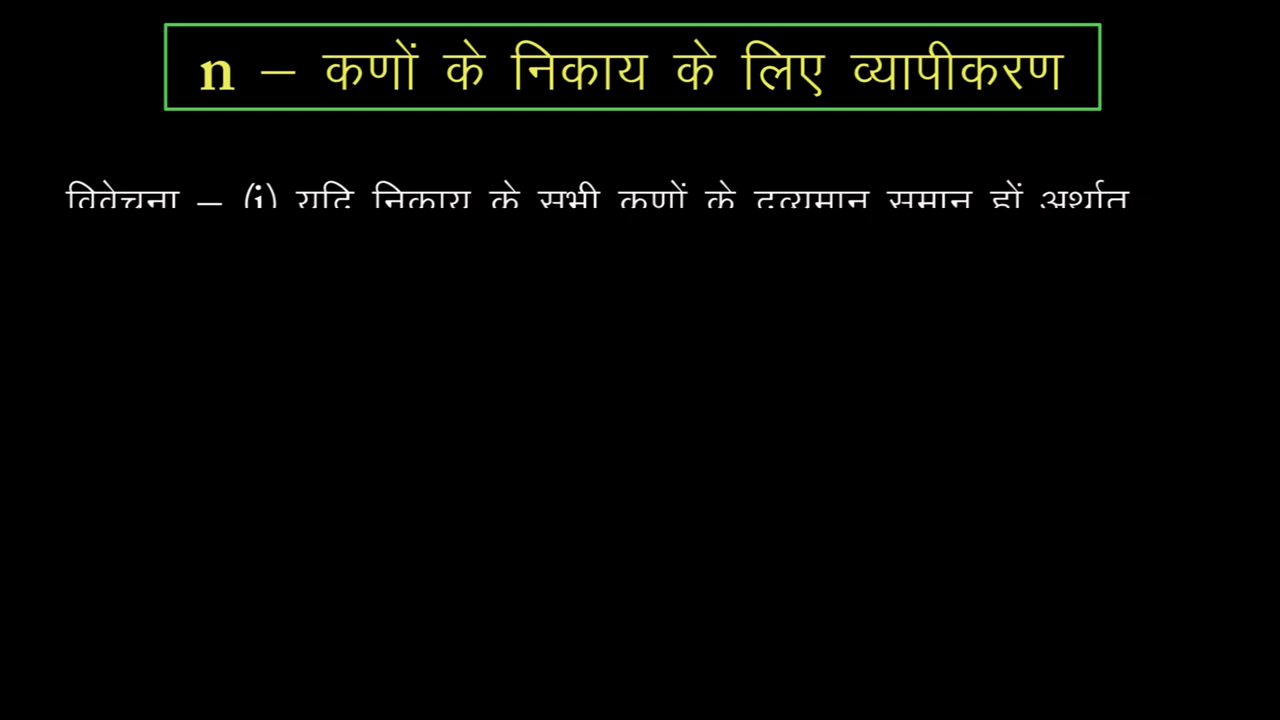 n – कणों के निकाय के लिए व्यापीकरण
विवेचना – (i) यदि निकाय के सभी कणों के द्रव्यमान समान हों अर्थात